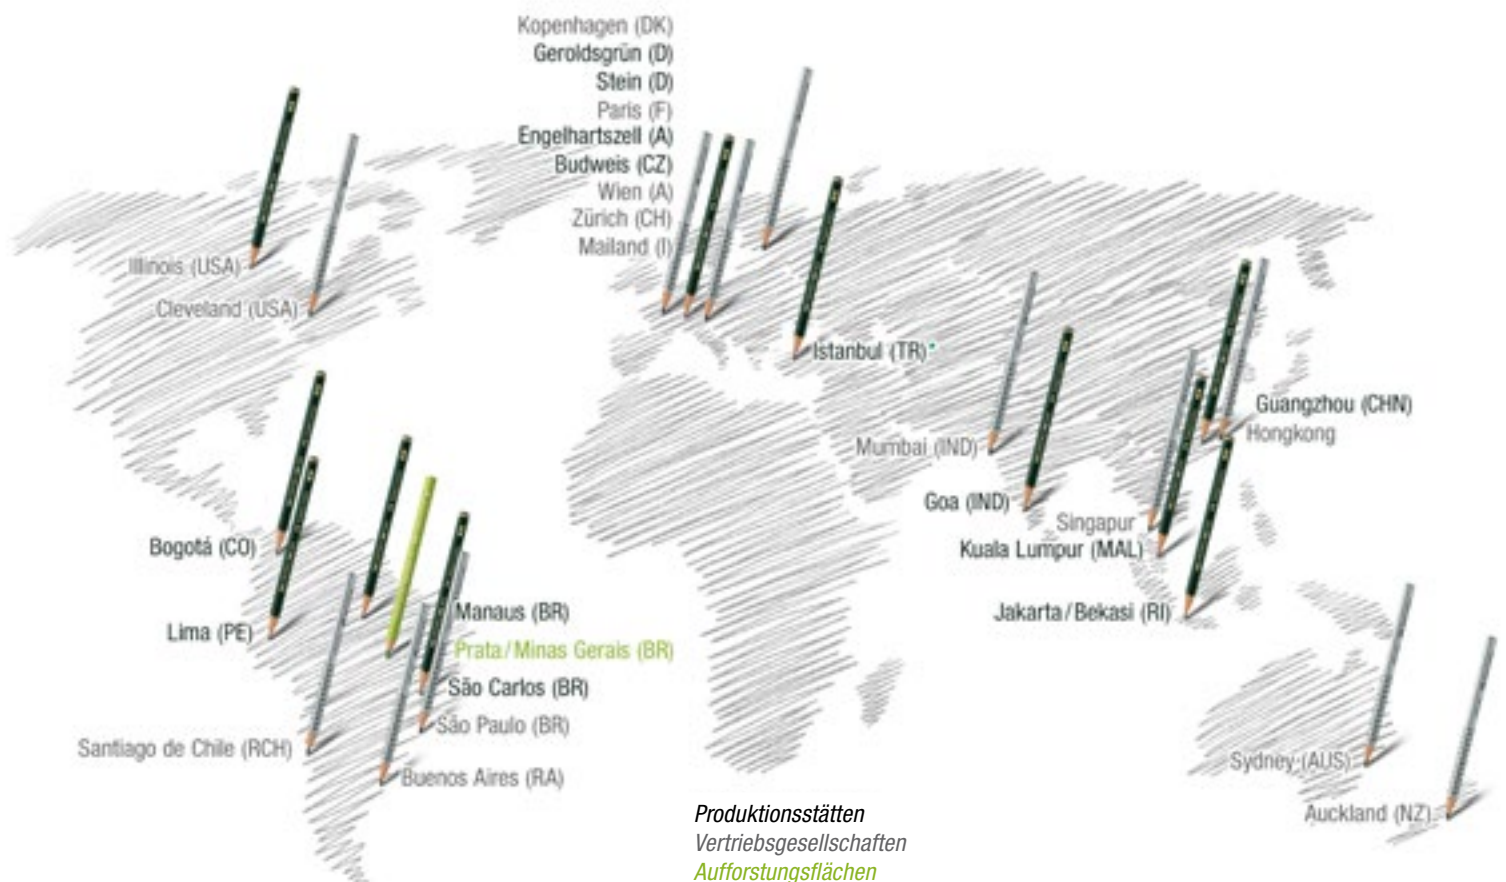 Kopenhagen (DK)
Geroldsgrün (D)
Stein (D)
Paris (F)
Engelhartszell (A)
Budweis (CZ)
Wien (A)
Zürich (CH)
Mailand (I)
Illinois (USA)
Cleveland (USA)
Istanbul (TR)*
Guangzhou (CHN)
Hongkong
Mumbai (IND)
Goa (IND)
Singapur
Kuala Lumpur (MAL)
Jakarta/Bekasi (RI)
Bogotá (CO)
Lima (PE)
Manaus (BR)
Prata/Minas Gerais (BR)
São Carlos (BR)
São Paulo (BR)
Santiago de Chile (RCH)
Buenos Aires (RA)
Sydney (AUS)
Auckland (NZ)
Produktionsstätten
Vertriebsgesellschaften
Aufforstungsflächen